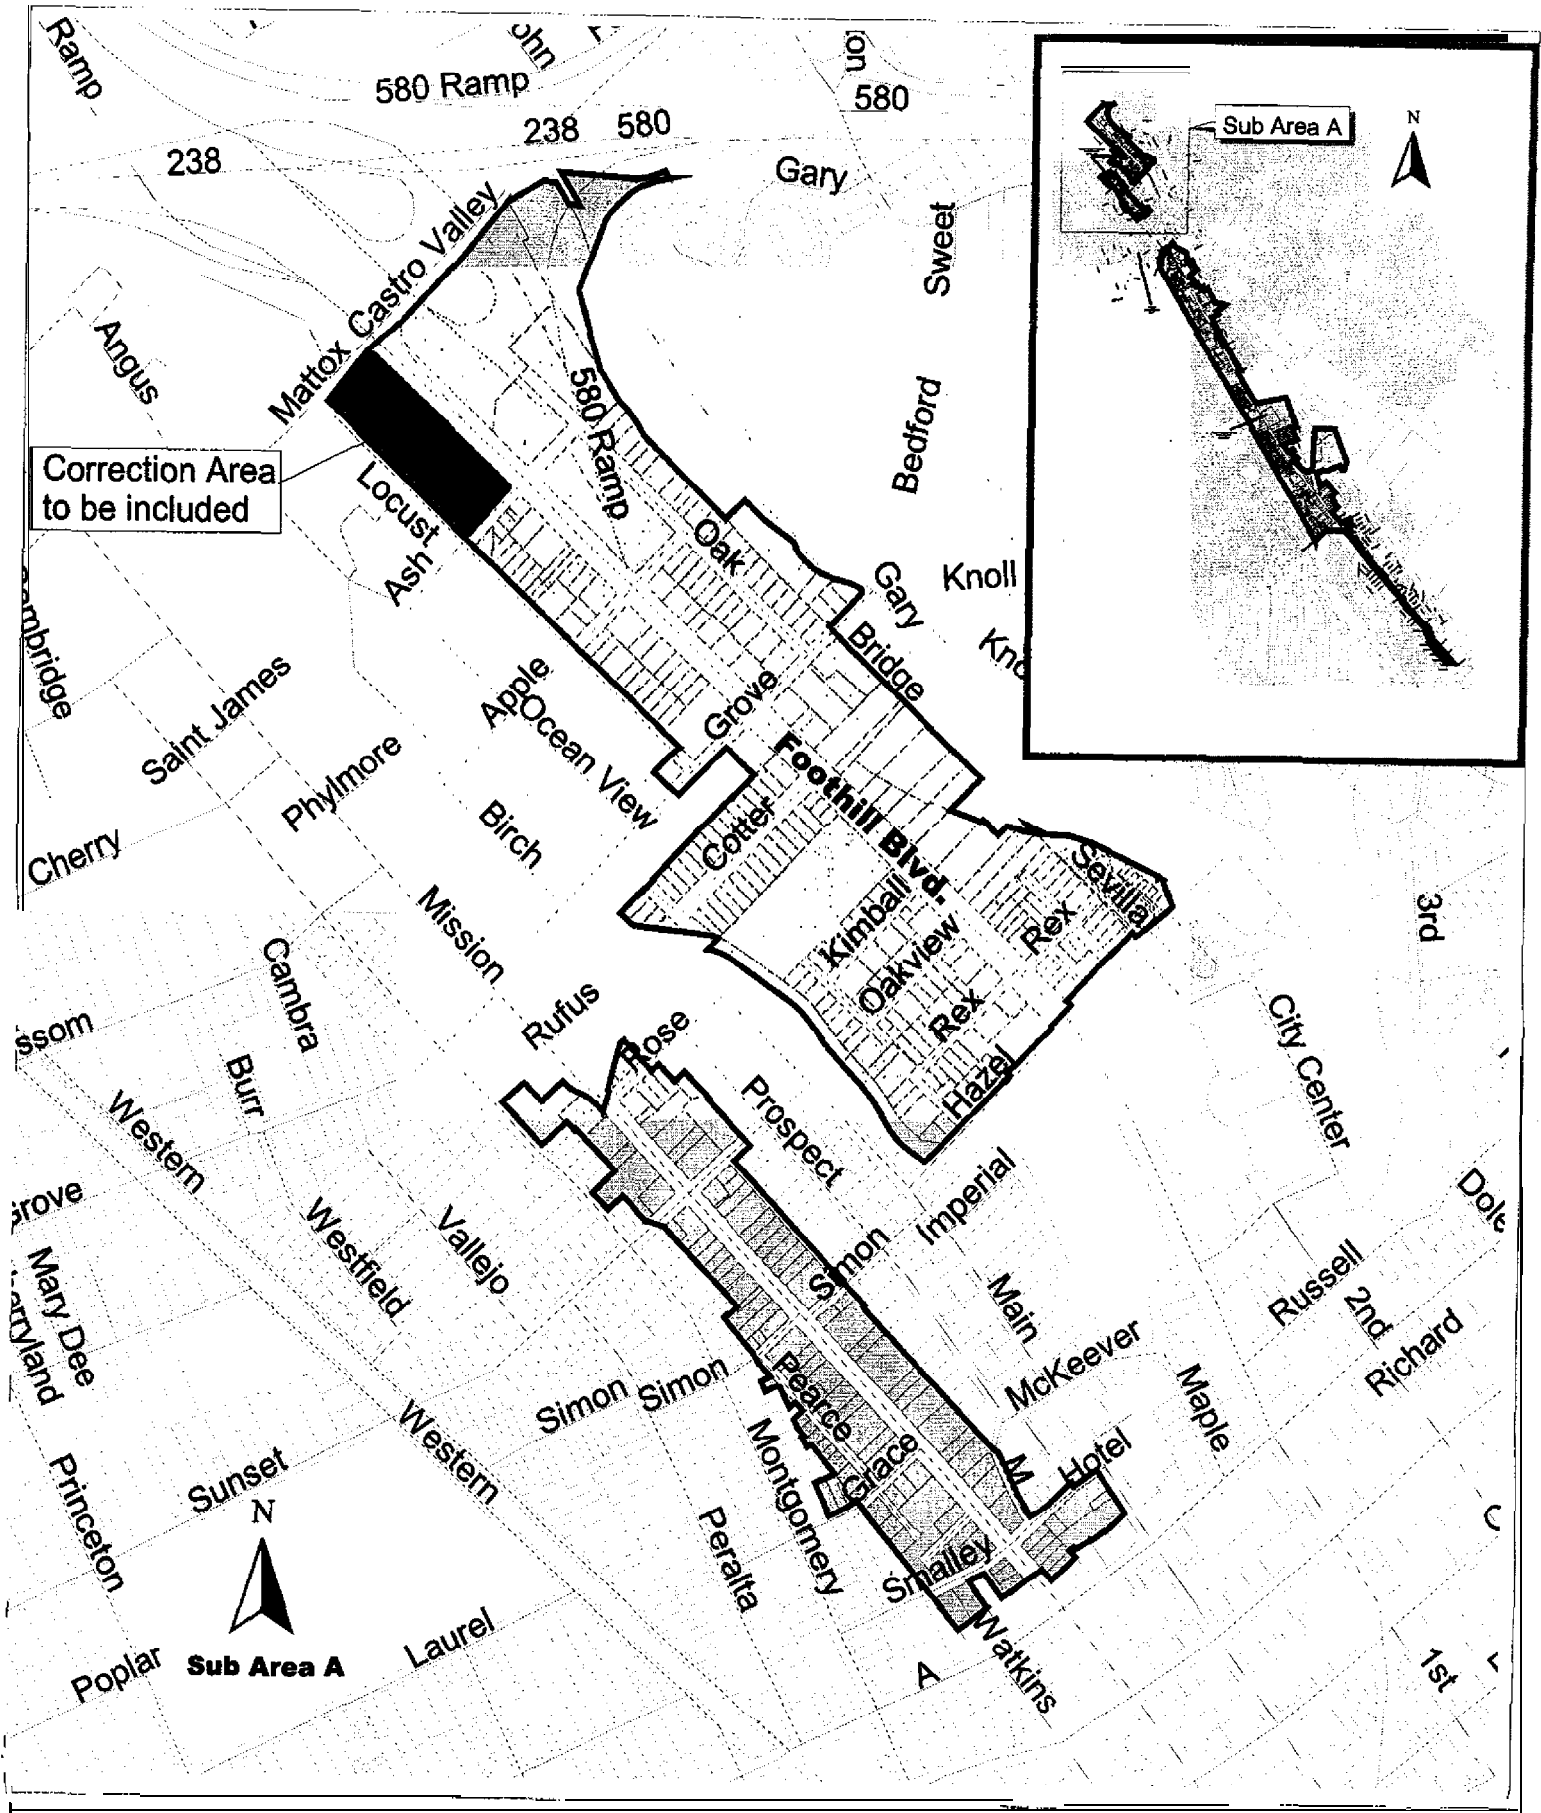 Ramp
580 Ramp
238
580
580
238
Gary
Sub Area A
N
Mattox
Castro Valley
Sweet
Angus
580 Ramp
Bedford
Correction Area
to be included
Locust
Ash
Oak
Gary
Knoll
Bridge
Saint James
Apple
Grove
Ocean View
Phylmore
Foothill Blvd.
Cotter
Birch
Cherry
Sevilla
Kimball
Rex
3rd
Mission
Oakview
Cambra
Rex
Rufus
Rose
City Center
Hazel
Burr
Prospect
Western
Imperial
Westfield
Vallejo
Simon
Mary Dee
Main
Russell
2nd
Richard
McKeever
Simon
Simon
Pearce
Maple
Western
Montgomery
Grace
M
Hotel
Sunset
Princeton
N
Peralta
Smalley
Laurel
Poplar
Sub Area A
Watkins
A
1st